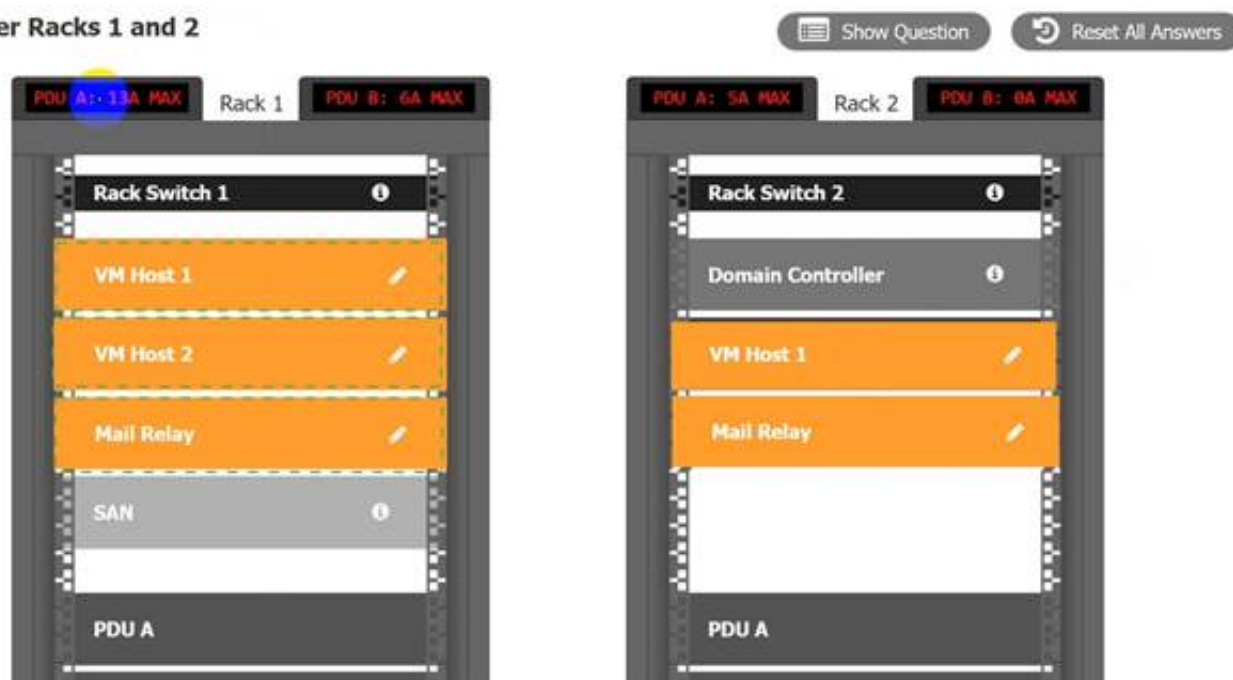 er Racks 1 and 2
Show Question
Reset All Answers
PDU A: 13A MAX
Rack 1
PDU B: 6A MAX
Rack Switch 1
VM Host 1
VM Host 2
Mail Relay
SAN
PDU A
PDU A: 5A MAX
Rack 2
PDU B: 0A MAX
Rack Switch 2
Domain Controller
VM Host 1
Mail Relay
PDU A